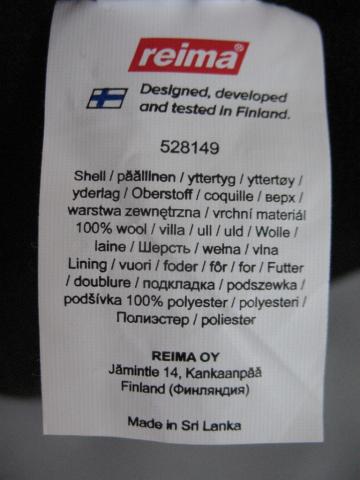 reima®
Designed, developed
and tested in Finland.
528149
Shell / päällinen / yttertyg / yttertøy /
yderlag / Oberstoff / coquille / верх /
warstwa zewnętrzna / vrchní materiál
100% wool / villa / ull / uld / Wolle /
laine / Шерсть / wełna / vlna
Lining / vuori / foder / fôr / for / Futter
/ doublure / подкладка / podszewka /
podšívka 100% polyester / polyesteri /
Полиэстер / poliester
REIMA OY
Jämintie 14, Kankaanpää
Finland (Финляндия)
Made in Sri Lanka